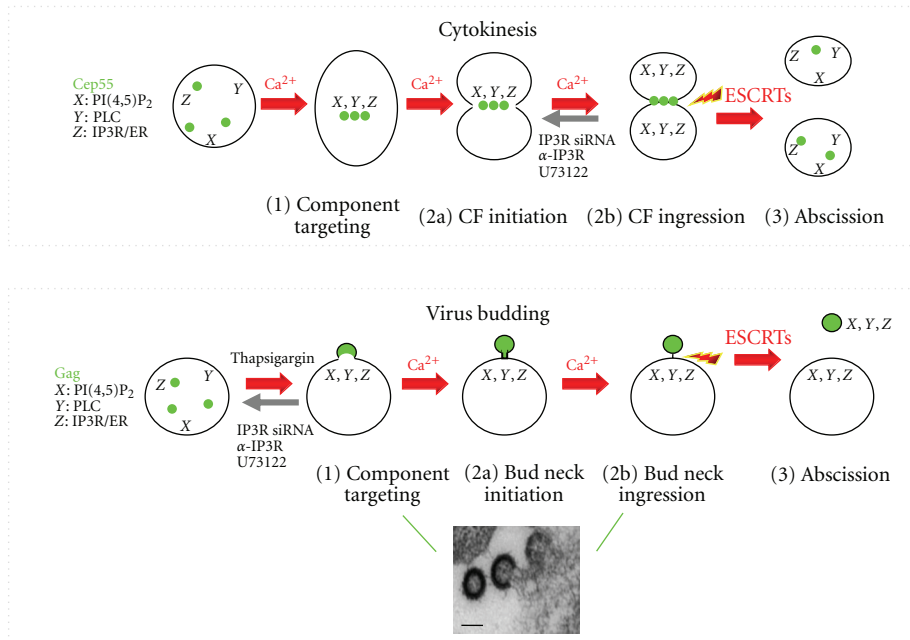 Cytokinesis
Cep55
X: PI(4,5)P₂
Y: PLC
Z: IP3R/ER
Z
Y
X
Ca²⁺
X, Y, Z
Ca²⁺
X, Y, Z
Ca²⁺
IP3R siRNA
α-IP3R
U73122
X, Y, Z
X, Y, Z
ESCRTs
Z
Y
X
Z
Y
X
(1) Component
targeting
(2a) CF initiation
(2b) CF ingression
(3) Abscission
Virus budding
Gag
X: PI(4,5)P₂
Y: PLC
Z: IP3R/ER
Z
Y
X
Thapsigargin
IP3R siRNA
α-IP3R
U73122
X, Y, Z
Ca²⁺
X, Y, Z
Ca²⁺
X, Y, Z
ESCRTs
X, Y, Z
X, Y, Z
(1) Component
targeting
(2a) Bud neck
initiation
(2b) Bud neck
ingression
(3) Abscission